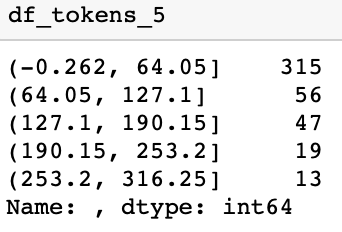 df_tokens_5
(-0.262, 64.05] 315
(64.05, 127.1] 56
(127.1, 190.15] 47
(190.15, 253.2] 19
(253.2, 316.25] 13
Name: , dtype: int64